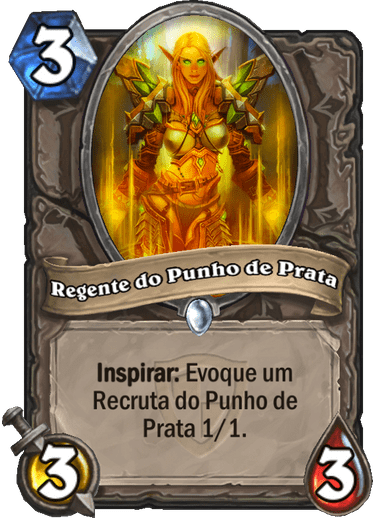 3
Regente do Punho de Prata
Inspirar: Evoque um
Recruta do Punho de
Prata 1/1.
3
3